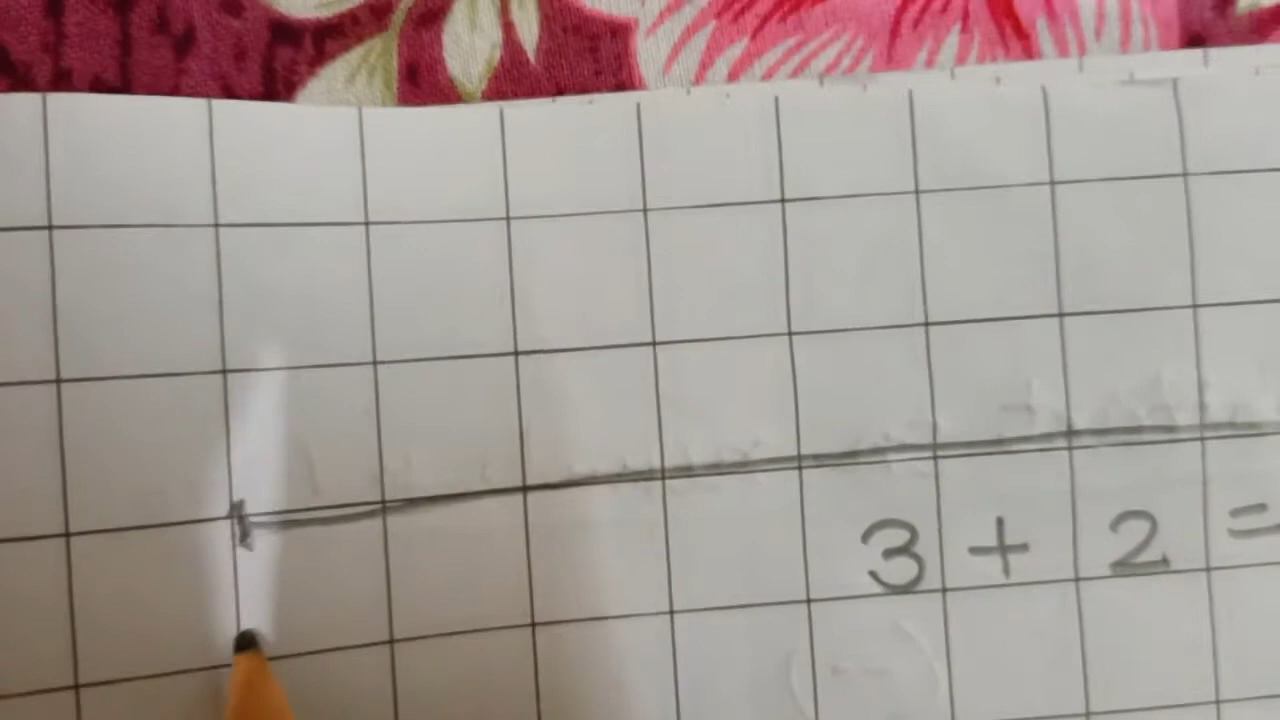 3 + 2 =